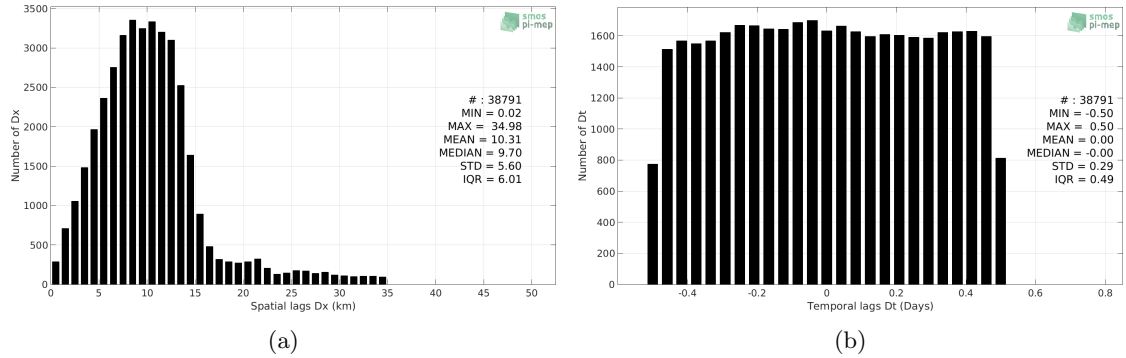 3500
3000
2500
2000
1500
1000
500
0
Number of Dx
smos
pi-mep
# : 38791
MIN = 0.02
MAX = 34.98
MEAN = 10.31
MEDIAN = 9.70
STD = 5.60
IQR = 6.01
0 5 10 15 20 25 30 35 40 45 50
Spatial lags Dx (km)
(a)
1600
1400
1200
1000
800
600
400
200
0
Number of Dt
smos
pi-mep
# : 38791
MIN = -0.50
MAX = 0.50
MEAN = 0.00
MEDIAN = -0.00
STD = 0.29
IQR = 0.49
-0.4 -0.2 0 0.2 0.4 0.6 0.8
Temporal lags Dt (Days)
(b)